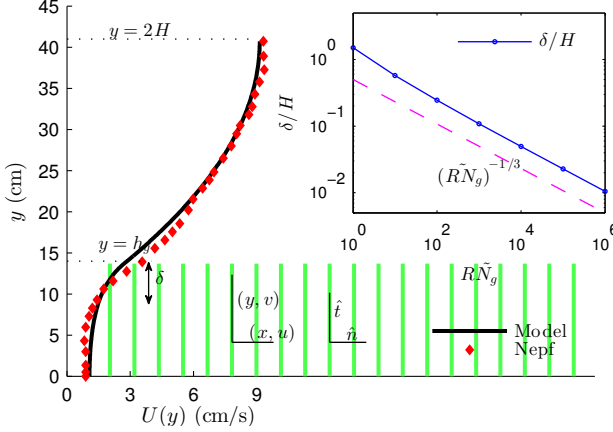 45
40
35
30
25
20
15
10
5
0
y (cm)
0
3
6
9
U(y) (cm/s)
y = 2H
y = h_g
δ
(y, v)
(x, u)
t̂
n̂
Model
Nepf
δ/H
10^0
10^-1
10^-2
δ/H
(RÑ_g)^-1/3
10^0
10^2
10^4
10^6
RÑ_g